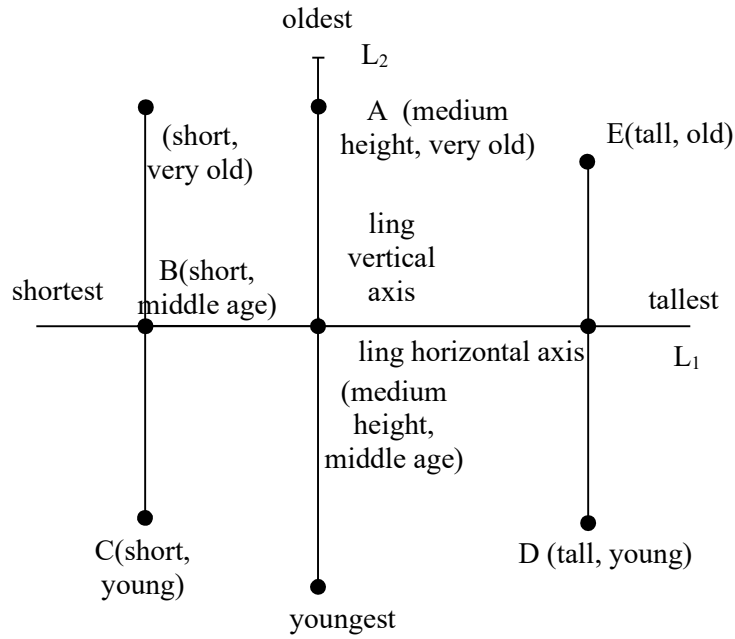 oldest
L₂
(short,
very old)
A (medium
height, very old)
E(tall, old)
ling
vertical
axis
B(short,
middle age)
shortest
tallest
ling horizontal axis
L₁
(medium
height,
middle age)
C(short,
young)
D (tall, young)
youngest